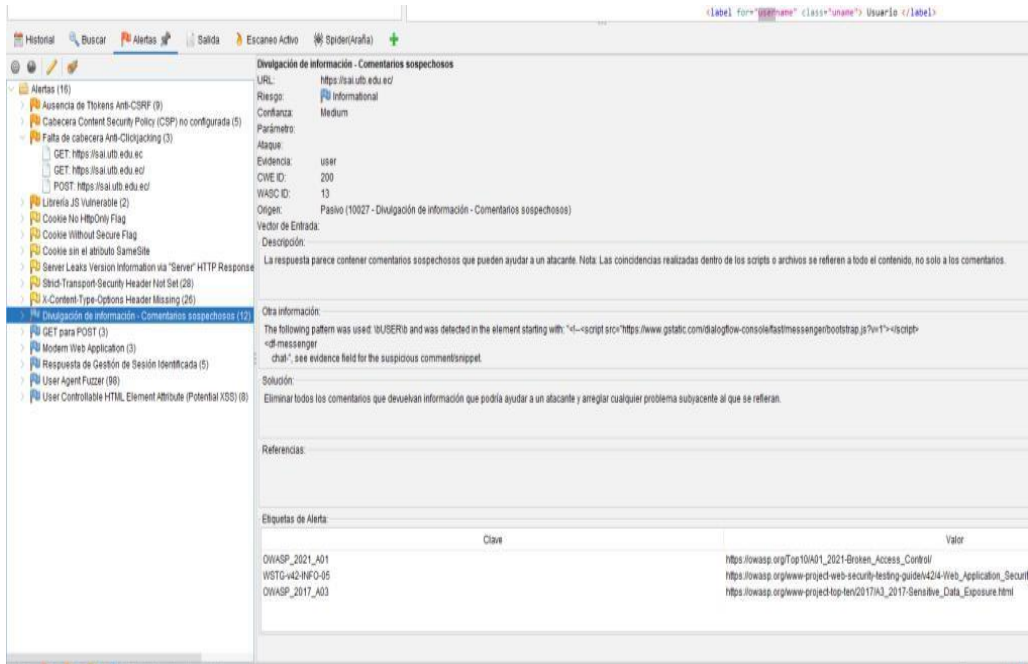 <label for="username" class="uname"> Usuario </label>
Historial Buscar Alertas Salida Escaneo Activo Spider(Araña)
Alertas (16)
Ausencia de Ttokens Anti-CSRF (9)
Cabecera Content Security Policy (CSP) no configurada (5)
Falta de cabecera Anti-Clickjacking (3)
GET: https://sai.utb.edu.ec
GET: https://sai.utb.edu.ec/
POST: https://sai.utb.edu.ec/
Librería JS Vulnerable (2)
Cookie No HttpOnly Flag
Cookie Without Secure Flag
Cookie sin el atributo SameSite
Server Leaks Version Information via "Server" HTTP Response
Strict-Transport-Security Header Not Set (28)
X-Content-Type-Options Header Missing (26)
Divulgación de información - Comentarios sospechosos (12)
GET para POST (3)
Modern Web Application (3)
Respuesta de Gestión de Sesión Identificada (5)
User Agent Fuzzer (98)
User Controllable HTML Element Attribute (Potential XSS) (8)
Divulgación de información - Comentarios sospechosos
URL: https://sai.utb.edu.ec/
Riesgo: Informational
Confianza: Medium
Parámetro:
Ataque:
Evidencia: user
CWE ID: 200
WASC ID: 13
Origen: Pasivo (10027 - Divulgación de información - Comentarios sospechosos)
Vector de Entrada:
Descripción:
La respuesta parece contener comentarios sospechosos que pueden ayudar a un atacante. Nota: Las coincidencias realizadas dentro de los scripts o archivos se refieren a todo el contenido, no solo a los comentarios.
Otra información:
The following pattern was used: \bUSER\b and was detected in the element starting with: "<!--<script src="https://www.gstatic.com/dialogflow-console/fast/messenger/bootstrap.js?v=1"></script>
<df-messenger
chat-", see evidence field for the suspicious comment/snippet.
Solución:
Eliminar todos los comentarios que devuelvan información que podría ayudar a un atacante y arreglar cualquier problema subyacente al que se refieran.
Referencias:
Etiquetas de Alerta:
Clave Valor
OWASP_2021_A01 https://owasp.org/Top10/A01_2021-Broken_Access_Control/
WSTG-v42-INFO-05 https://owasp.org/www-project-web-security-testing-guide/v42/4-Web_Application_Securit
OWASP_2017_A03 https://owasp.org/www-project-top-ten/2017/A3_2017-Sensitive_Data_Exposure.html